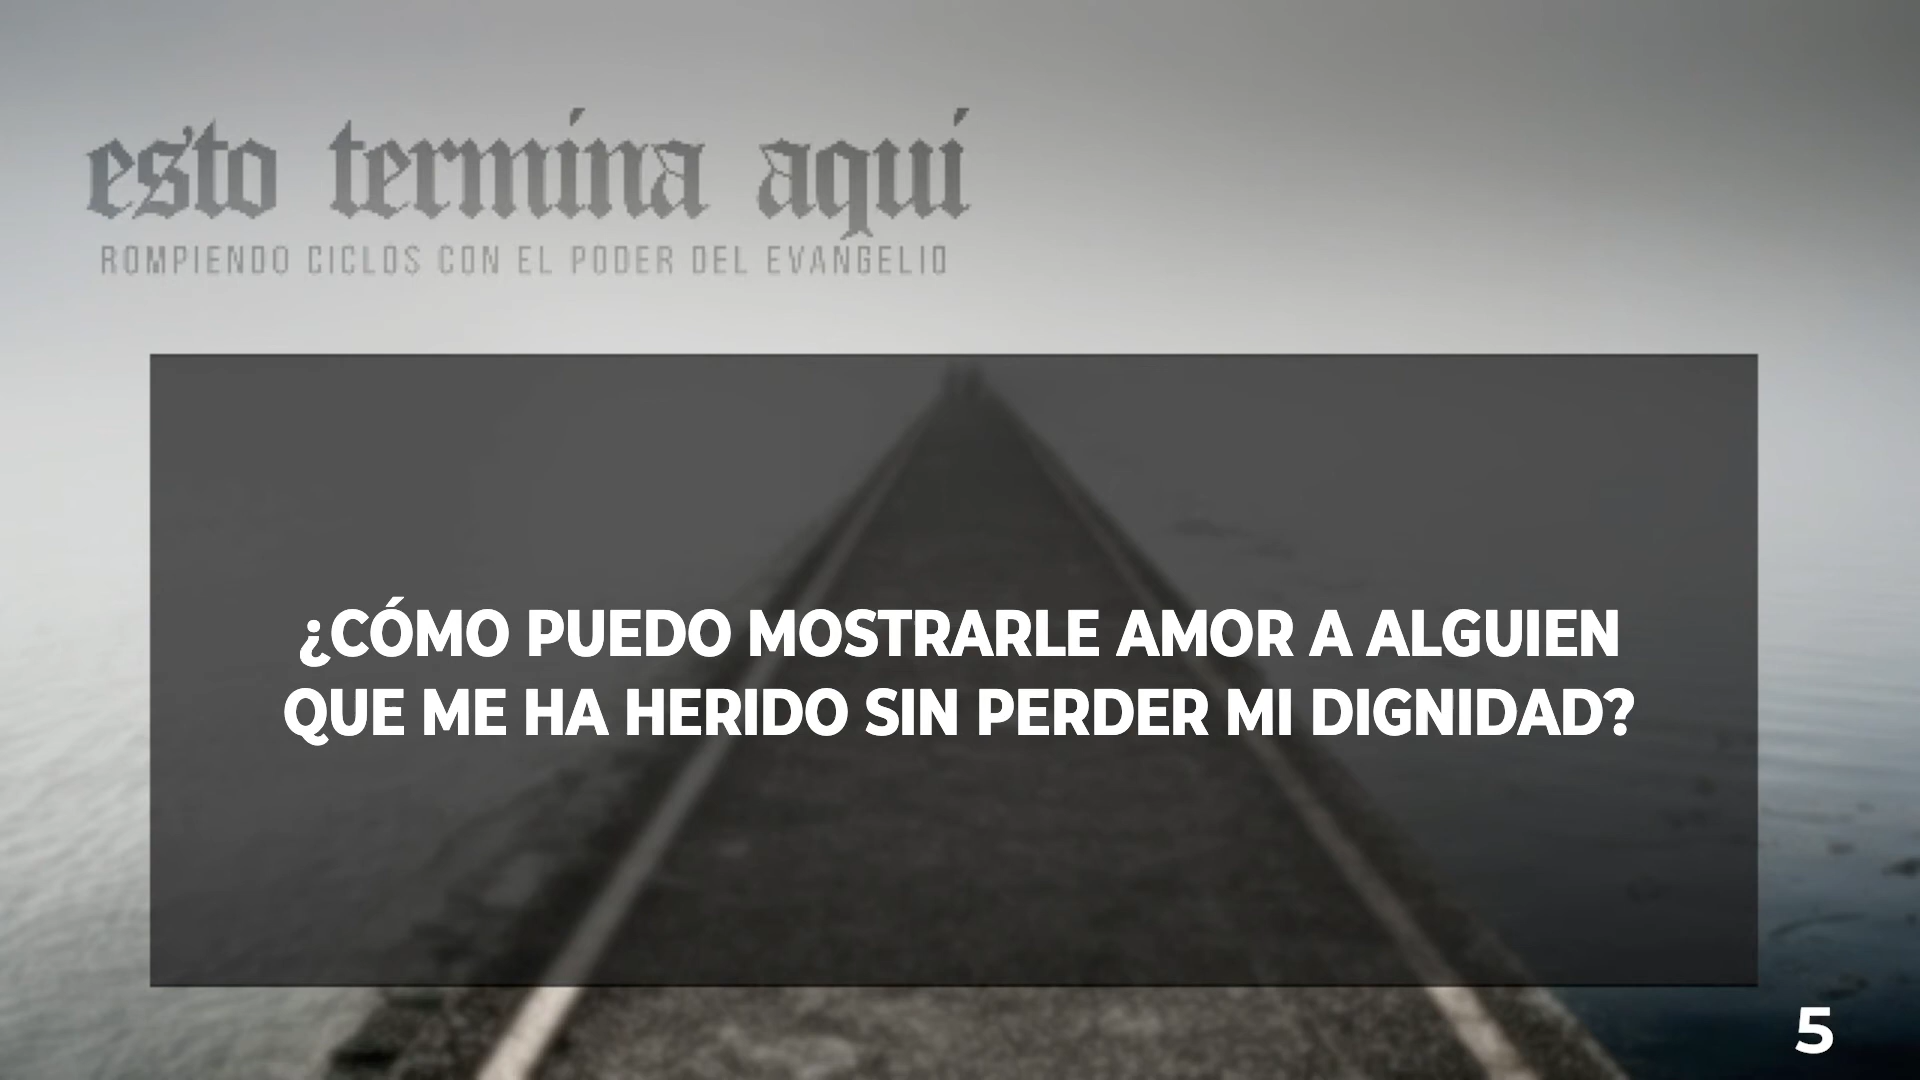 esto termina aquí
ROMPIENDO CICLOS CON EL PODER DEL EVANGELIO
¿CÓMO PUEDO MOSTRARLE AMOR A ALGUIEN
QUE ME HA HERIDO SIN PERDER MI DIGNIDAD?
5